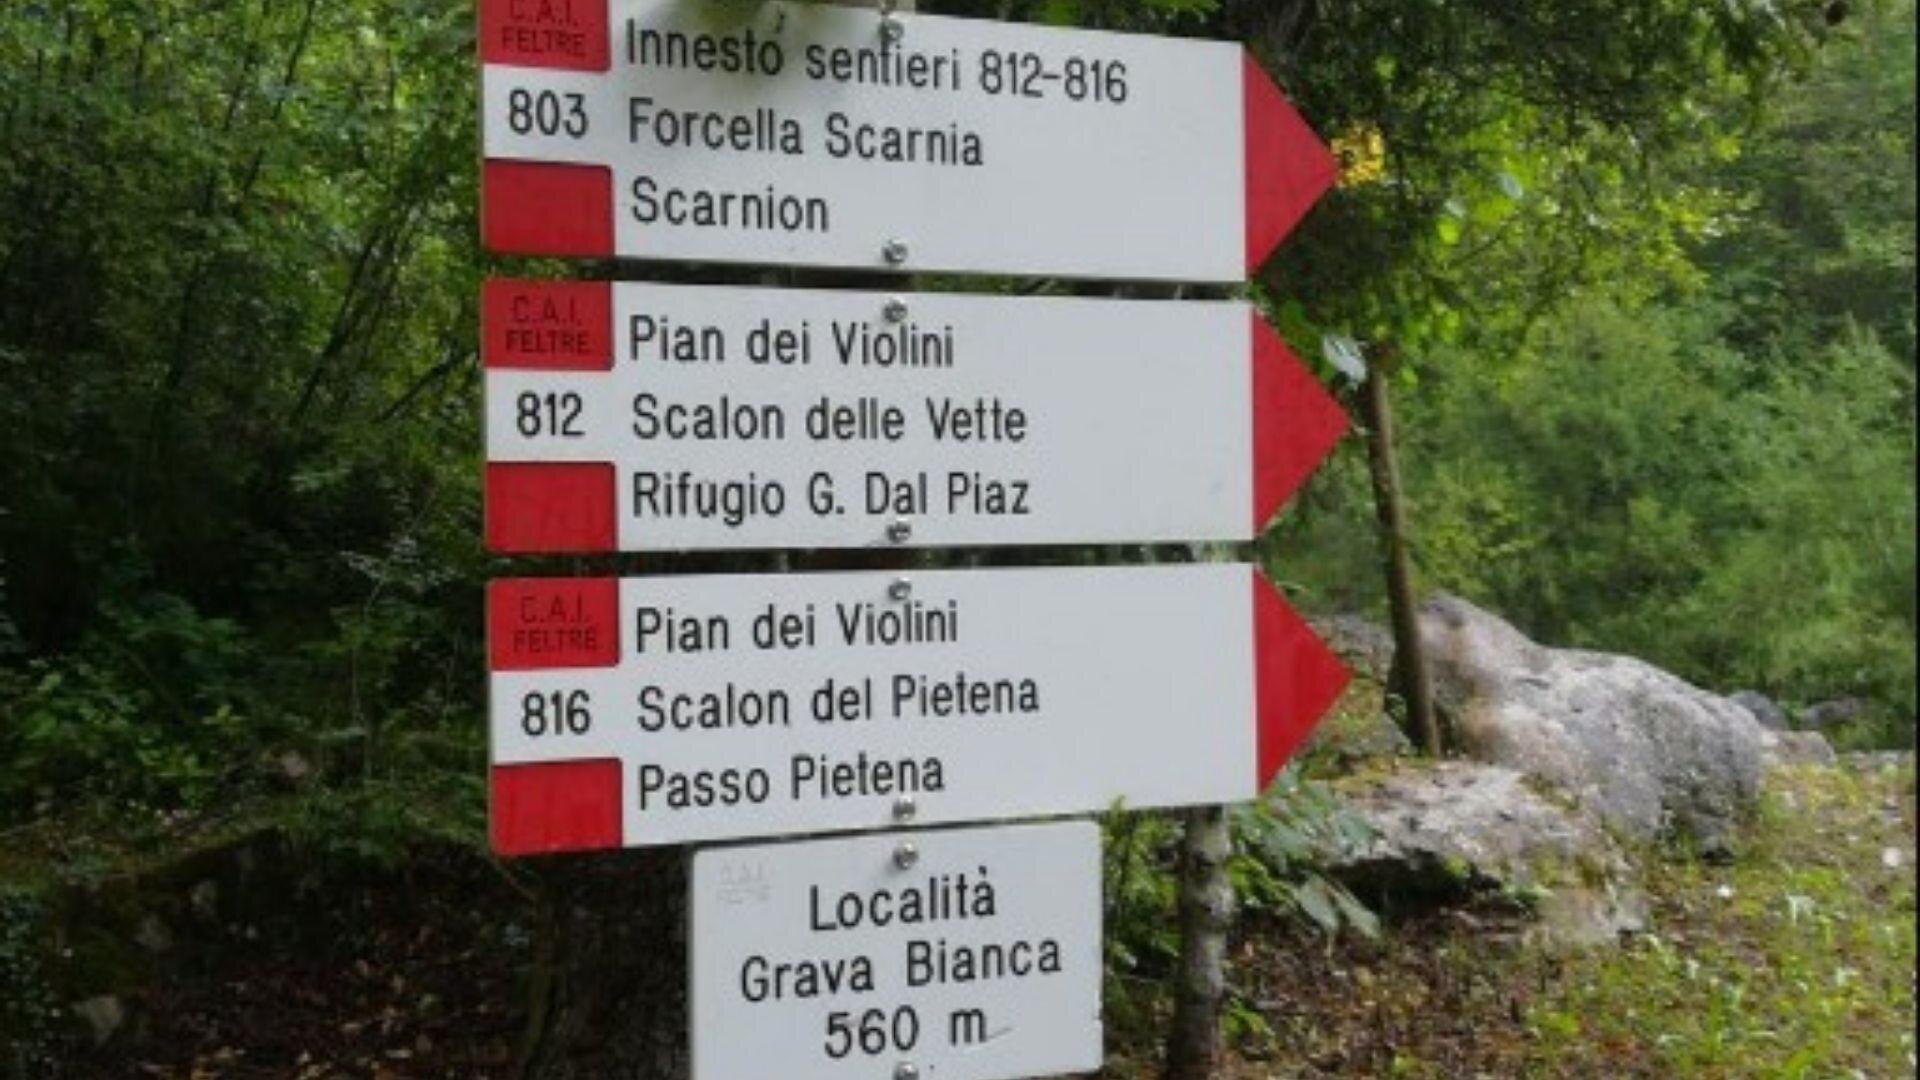 C.A.I.
FELTRE
803
Innesto sentieri 812-816
Forcella Scarnia
Scarnion
C.A.I.
FELTRE
812
Pian dei Violini
Scalon delle Vette
Rifugio G. Dal Piaz
C.A.I.
FELTRE
816
Pian dei Violini
Scalon del Pietena
Passo Pietena
Località
Grava Bianca
560 m